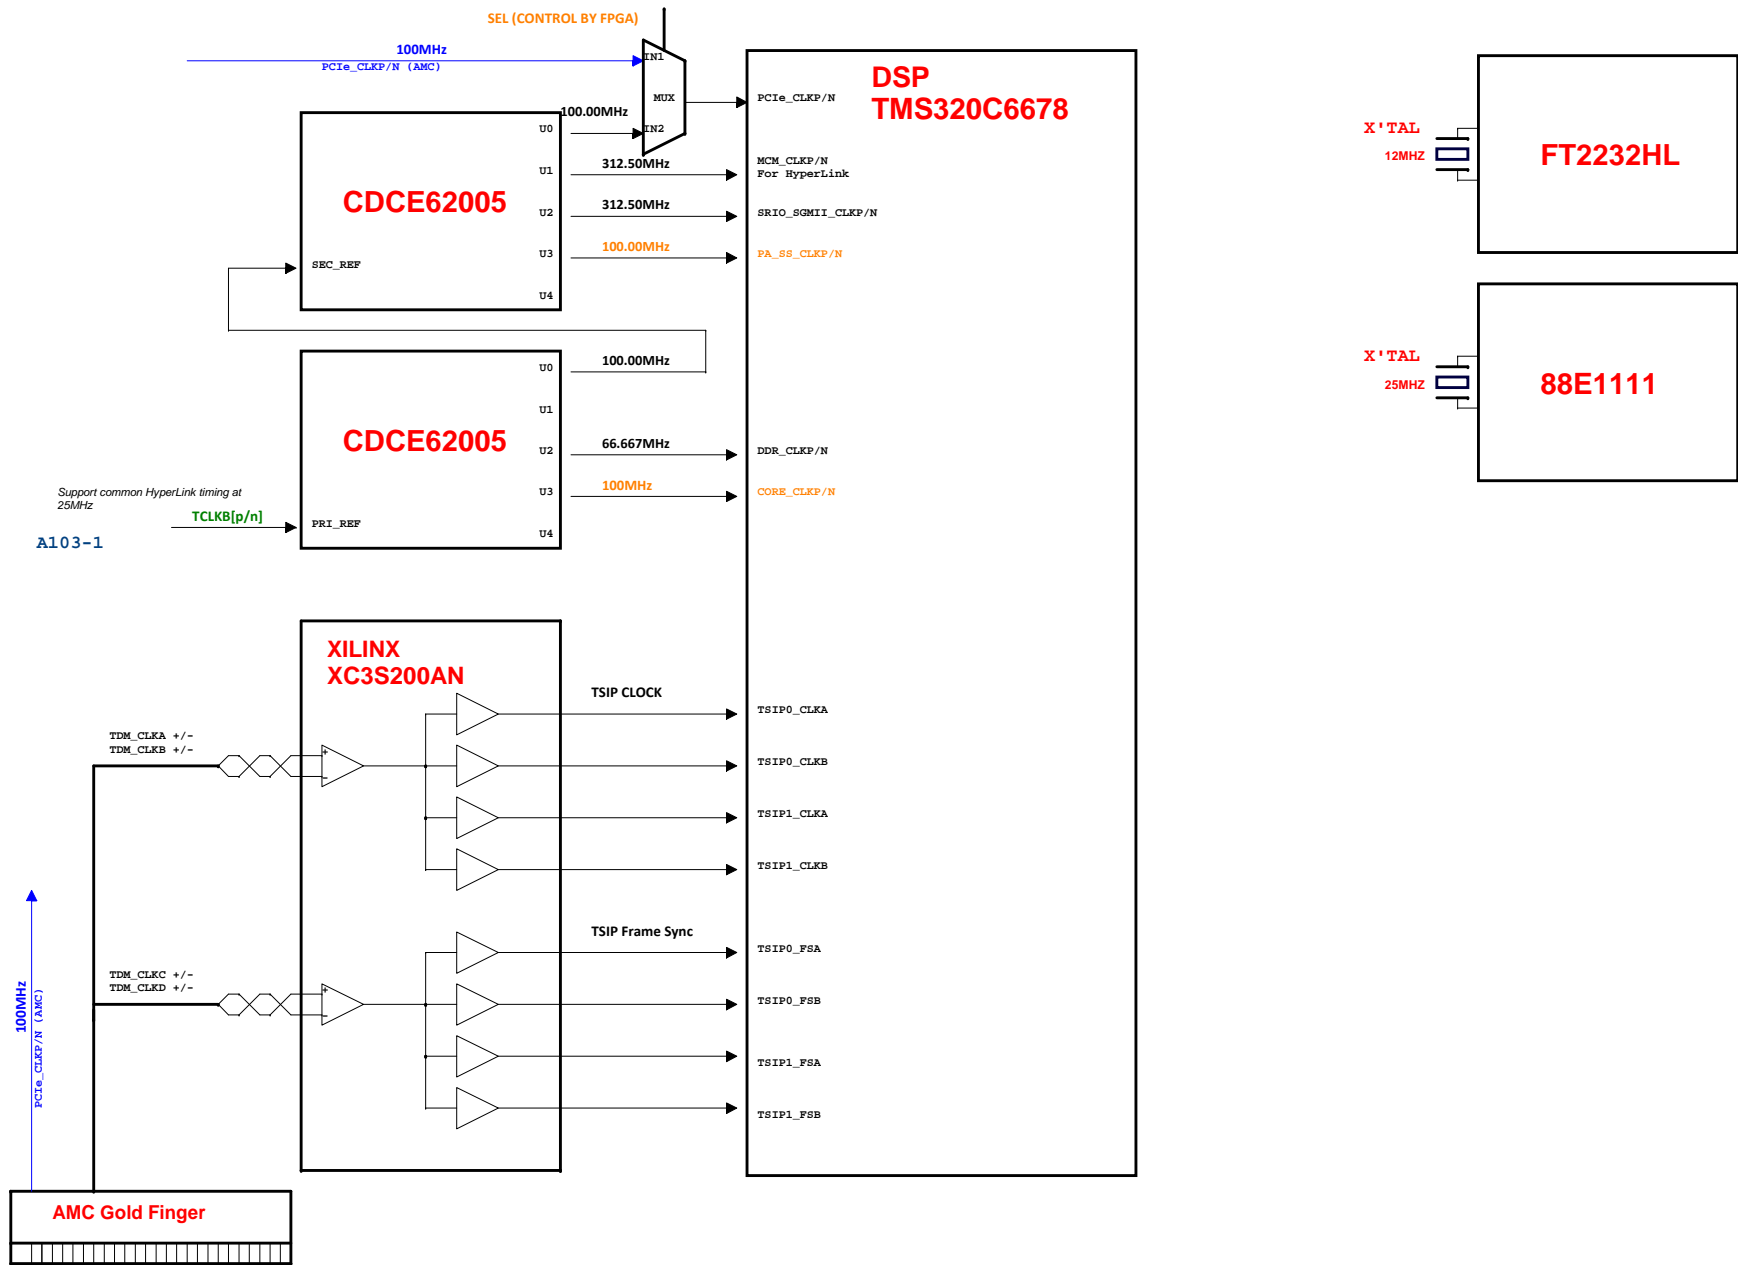 SEL (CONTROL BY FPGA)
100MHz
PCIe_CLKP/N (AMC)
IN1
MUX
IN2
100.00MHz
DSP
TMS320C6678
PCIe_CLKP/N
MCM_CLKP/N
For HyperLink
SRIO_SGMII_CLKP/N
PA_SS_CLKP/N
CDCE62005
SEC_REF
U0
U1
U2
U3
U4
312.50MHz
312.50MHz
100.00MHz
CDCE62005
PRI_REF
U0
U1
U2
U3
U4
100.00MHz
66.667MHz
100MHz
DDR_CLKP/N
CORE_CLKP/N
Support common HyperLink timing at
25MHz
TCLKB[p/n]
A103-1
X'TAL
12MHZ
FT2232HL
X'TAL
25MHZ
88E1111
XILINX
XC3S200AN
TSIP CLOCK
TDM_CLKA +/-
TDM_CLKB +/-
+
-
TSIP0_CLKA
TSIP0_CLKB
TSIP1_CLKA
TSIP1_CLKB
TSIP Frame Sync
TDM_CLKC +/-
TDM_CLKD +/-
+
-
TSIP0_FSA
TSIP0_FSB
TSIP1_FSA
TSIP1_FSB
100MHz
PCIe_CLKP/N (AMC)
AMC Gold Finger